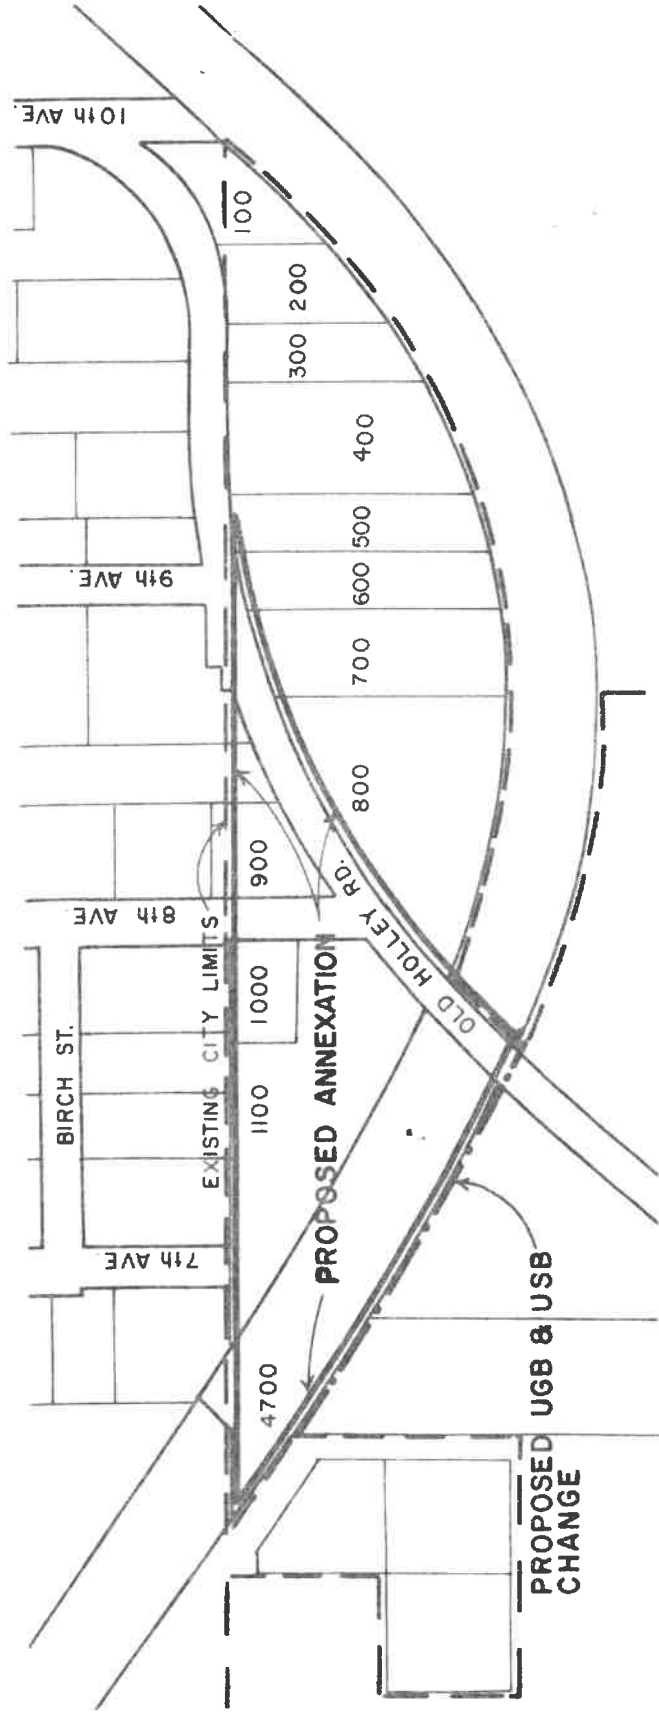 10th AVE.
9th AVE.
8th AVE
7th AVE.
BIRCH ST.
EXISTING CITY LIMITS
100
200
300
400
500
600
700
800
900
1000
1100
4700
OLD HOLLEY RD.
PROPOSED ANNEXATION
PROPOSED UGB & USB
CHANGE